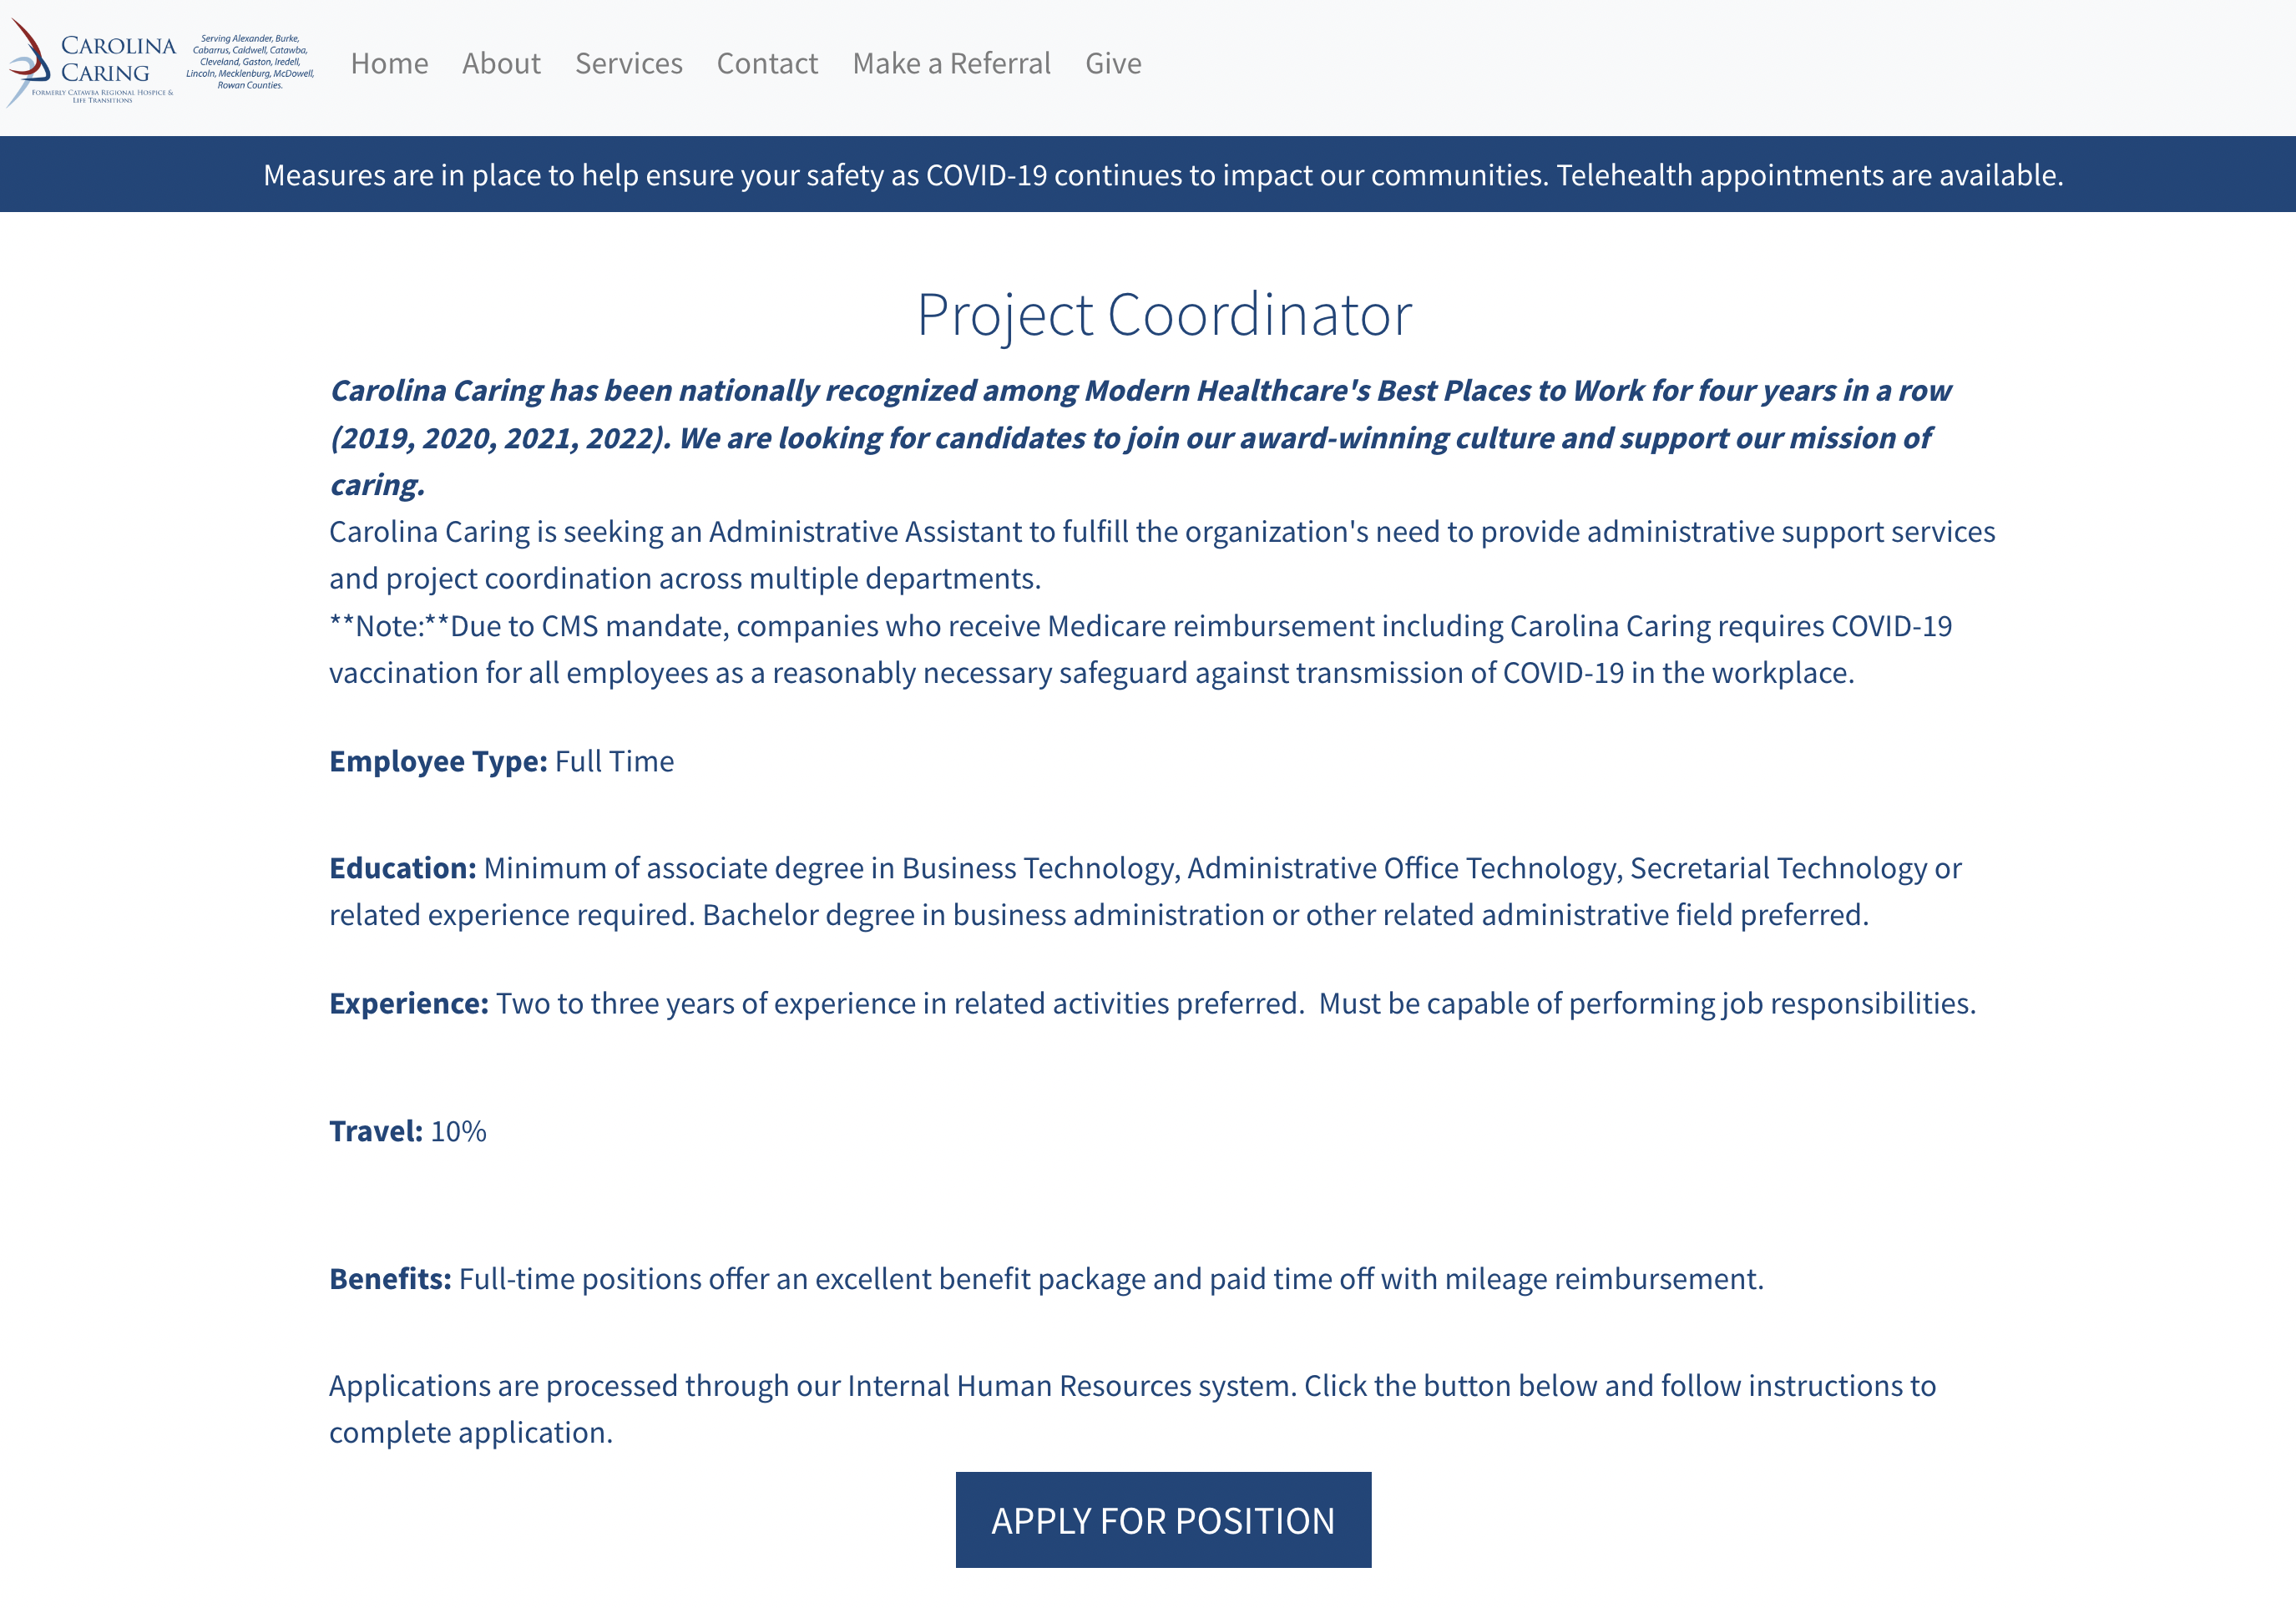 CAROLINA
CARING
FORMERLY CATAWBA REGIONAL HOSPICE &
LIFE TRANSITIONS
Serving Alexander, Burke,
Cabarrus, Caldwell, Catawba,
Cleveland, Gaston, Iredell,
Lincoln, Mecklenburg, McDowell,
Rowan Counties.
Home About Services Contact Make a Referral Give
Measures are in place to help ensure your safety as COVID-19 continues to impact our communities. Telehealth appointments are available.
Project Coordinator
Carolina Caring has been nationally recognized among Modern Healthcare's Best Places to Work for four years in a row
(2019, 2020, 2021, 2022). We are looking for candidates to join our award-winning culture and support our mission of
caring.
Carolina Caring is seeking an Administrative Assistant to fulfill the organization's need to provide administrative support services
and project coordination across multiple departments.
**Note:**Due to CMS mandate, companies who receive Medicare reimbursement including Carolina Caring requires COVID-19
vaccination for all employees as a reasonably necessary safeguard against transmission of COVID-19 in the workplace.
Employee Type: Full Time
Education: Minimum of associate degree in Business Technology, Administrative Office Technology, Secretarial Technology or
related experience required. Bachelor degree in business administration or other related administrative field preferred.
Experience: Two to three years of experience in related activities preferred.  Must be capable of performing job responsibilities.
Travel: 10%
Benefits: Full-time positions offer an excellent benefit package and paid time off with mileage reimbursement.
Applications are processed through our Internal Human Resources system. Click the button below and follow instructions to
complete application.
APPLY FOR POSITION